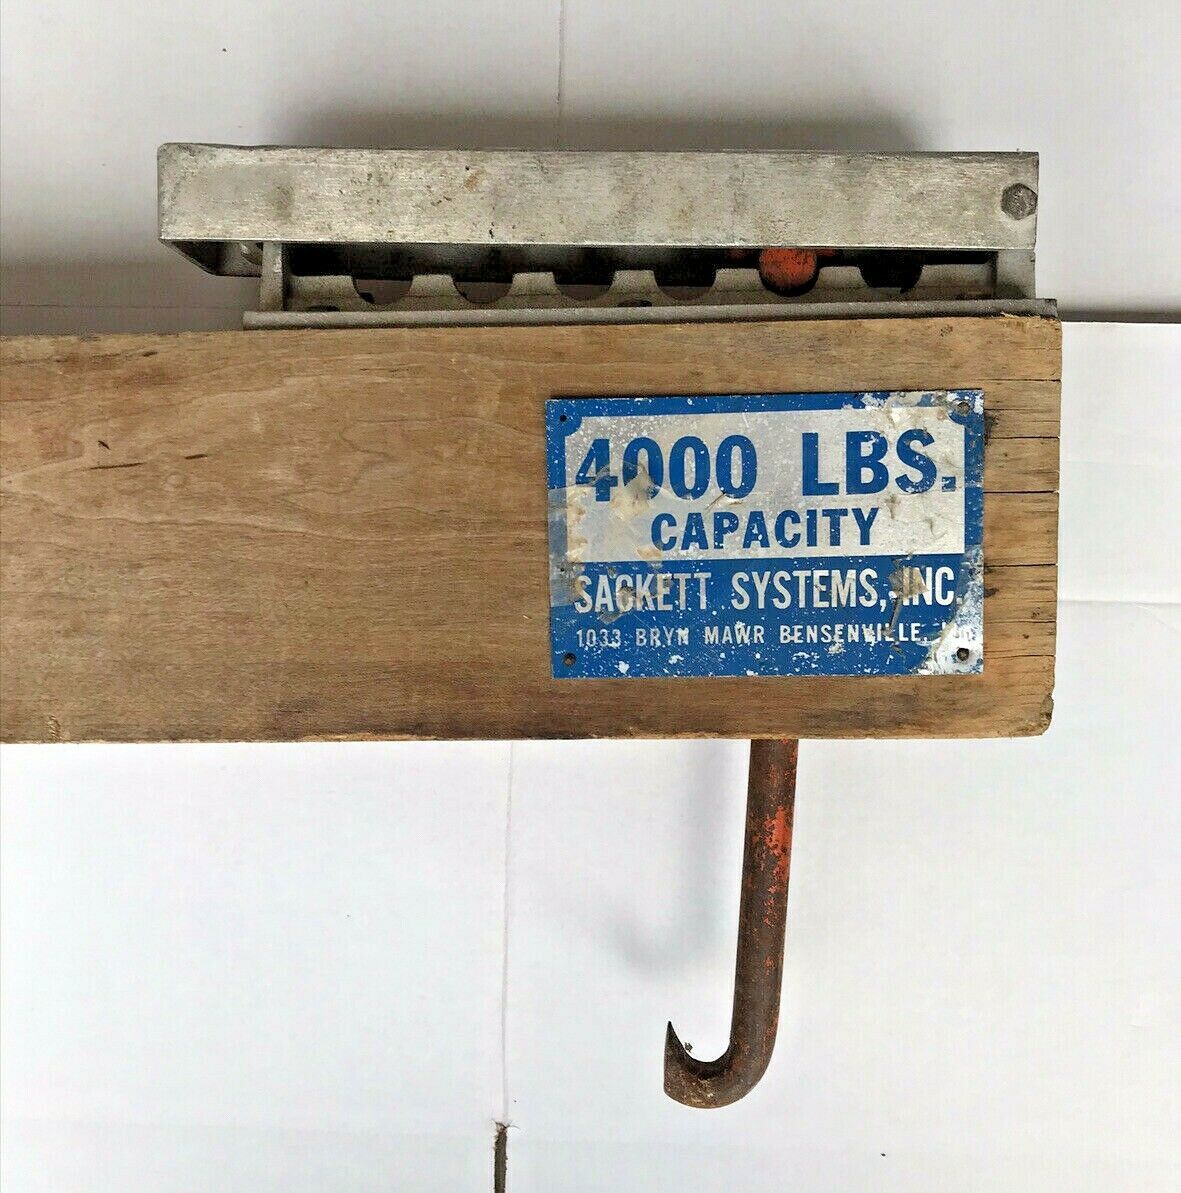 4000 LBS.
CAPACITY
SACKETT SYSTEMS, INC.
1033 BRYN MAWR BENSENVILLE,